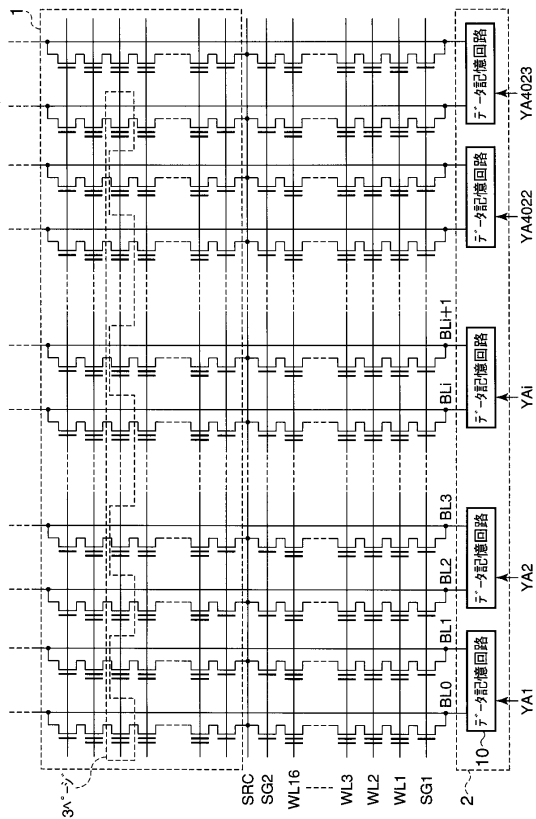 1
3ページ
SRC
SG2
WL16
WL3
WL2
WL1
SG1
BL0
BL1
BL2
BL3
BLi
BLi+1
2
10
データ記憶回路
データ記憶回路
データ記憶回路
データ記憶回路
データ記憶回路
YA1
YA2
YAi
YA4022
YA4023